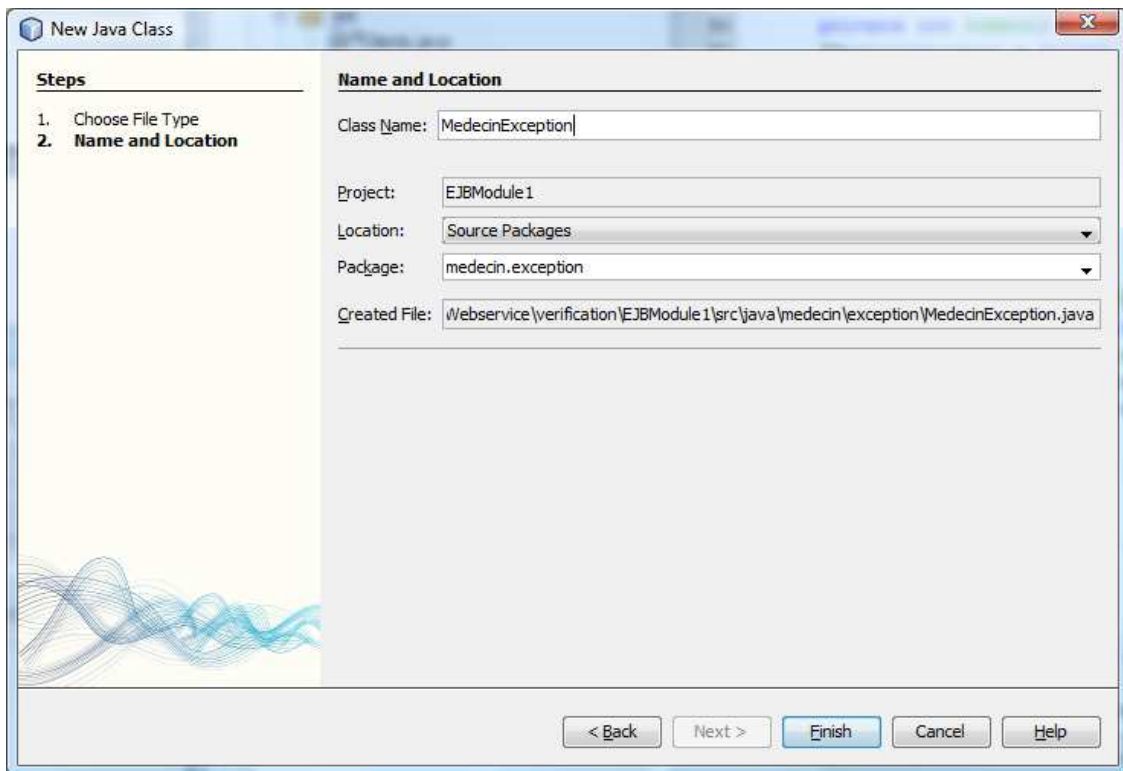 New Java Class
Steps
1. Choose File Type
2. Name and Location
Name and Location
Class Name: MedecinException
Project: EJBModule1
Location: Source Packages
Package: medecin.exception
Created File: Webservice\verification\EJBModule1\src\java\medecin\exception\MedecinException.java
< Back Next > Finish Cancel Help